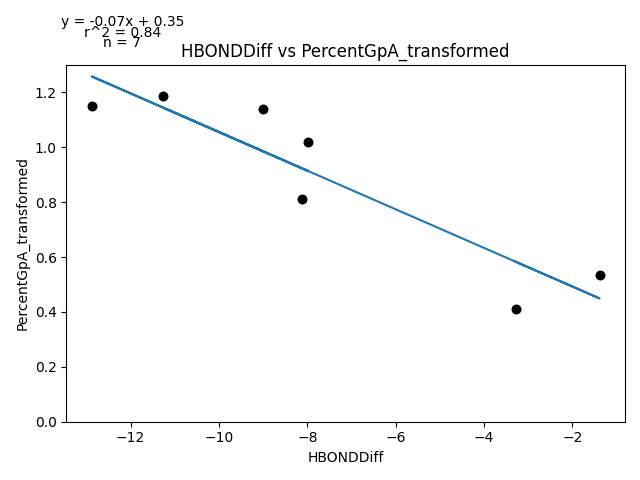 y = -0.07x + 0.35
r^2 = 0.84
n = 7
HBONDDiff vs PercentGpA_transformed
1.2
1.0
0.8
0.6
0.4
0.2
0.0
PercentGpA_transformed
−12 −10 −8 −6 −4 −2
HBONDDiff